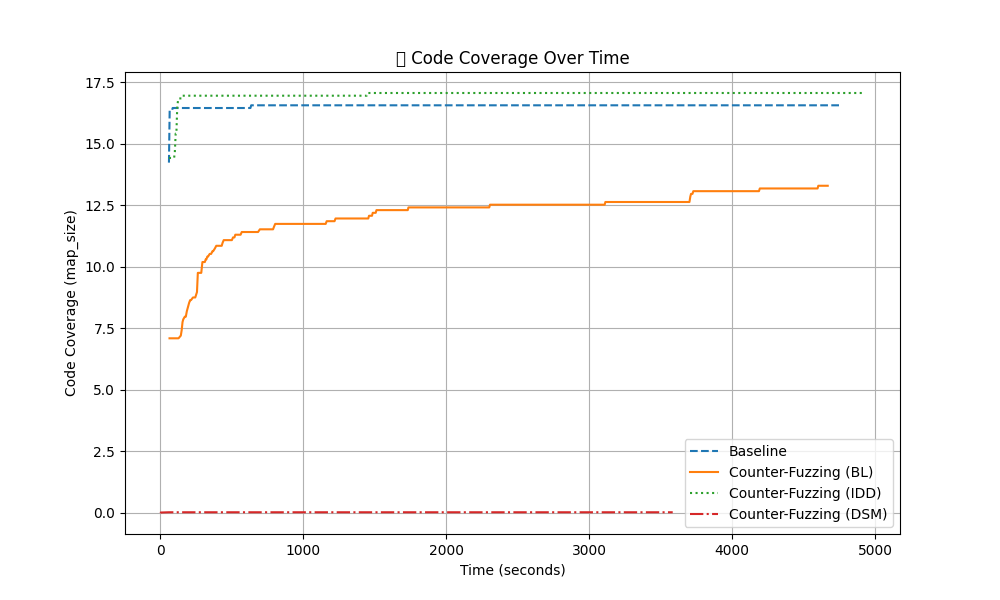 Code Coverage Over Time
Code Coverage (map_size)
17.5
15.0
12.5
10.0
7.5
5.0
2.5
0.0
Baseline
Counter-Fuzzing (BL)
Counter-Fuzzing (IDD)
Counter-Fuzzing (DSM)
0 1000 2000 3000 4000 5000
Time (seconds)